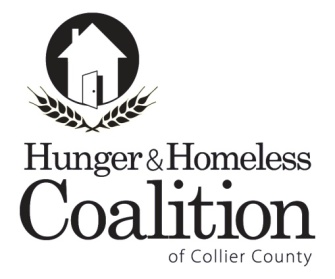 Hunger & Homeless
Coalition
of Collier County